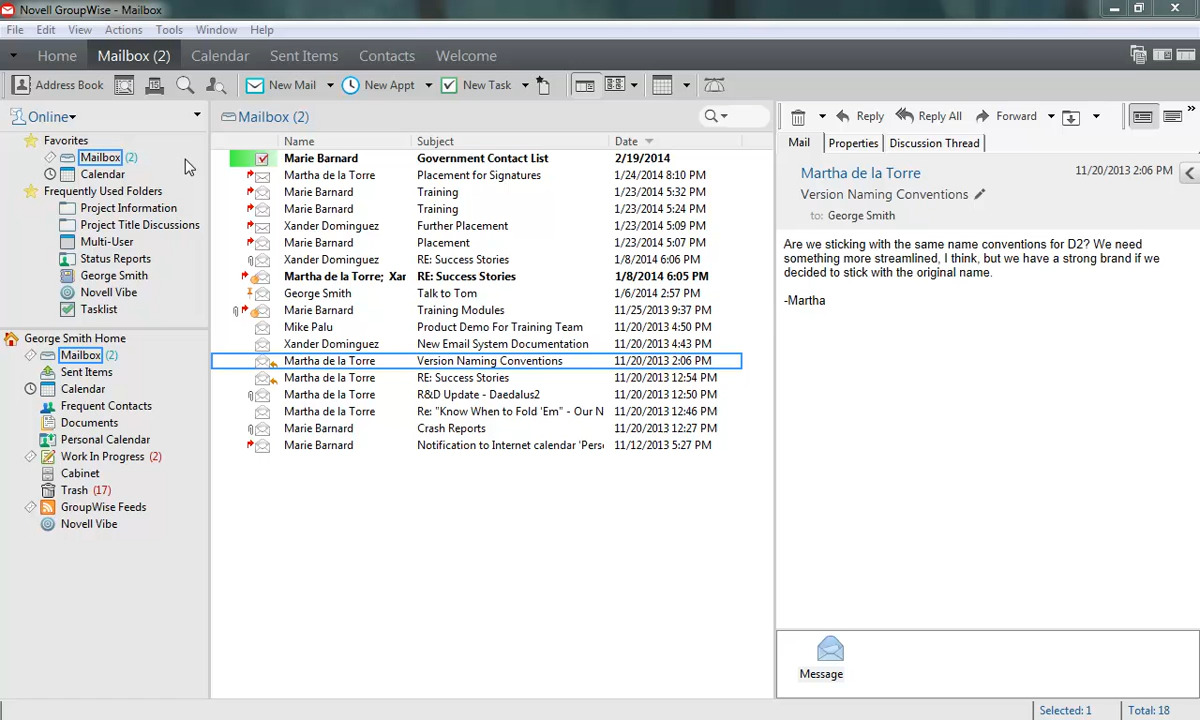 Novell GroupWise - Mailbox
File Edit View Actions Tools Window Help
Home Mailbox (2) Calendar Sent Items Contacts Welcome
Address Book New Mail New Appt New Task
Online
Favorites
Mailbox (2)
Calendar
Frequently Used Folders
Project Information
Project Title Discussions
Multi-User
Status Reports
George Smith
Novell Vibe
Tasklist
George Smith Home
Mailbox (2)
Sent Items
Calendar
Frequent Contacts
Documents
Personal Calendar
Work In Progress (2)
Cabinet
Trash (17)
GroupWise Feeds
Novell Vibe
Mailbox (2)
Name Subject Date
Marie Barnard Government Contact List 2/19/2014
Martha de la Torre Placement for Signatures 1/24/2014 8:10 PM
Marie Barnard Training 1/23/2014 5:32 PM
Marie Barnard Training 1/23/2014 5:24 PM
Xander Dominguez Further Placement 1/23/2014 5:09 PM
Marie Barnard Placement 1/23/2014 5:07 PM
Xander Dominguez RE: Success Stories 1/8/2014 6:06 PM
Martha de la Torre; Xar RE: Success Stories 1/8/2014 6:05 PM
George Smith Talk to Tom 1/6/2014 2:57 PM
Marie Barnard Training Modules 11/25/2013 9:37 PM
Mike Palu Product Demo For Training Team 11/20/2013 4:50 PM
Xander Dominguez New Email System Documentation 11/20/2013 4:43 PM
Martha de la Torre Version Naming Conventions 11/20/2013 2:06 PM
Martha de la Torre RE: Success Stories 11/20/2013 12:54 PM
Martha de la Torre R&D Update - Daedalus2 11/20/2013 12:50 PM
Martha de la Torre Re: "Know When to Fold 'Em" - Our N 11/20/2013 12:46 PM
Marie Barnard Crash Reports 11/20/2013 12:27 PM
Marie Barnard Notification to Internet calendar 'Perso 11/12/2013 5:27 PM
Reply Reply All Forward
Mail Properties Discussion Thread
Martha de la Torre 11/20/2013 2:06 PM
Version Naming Conventions
to: George Smith
Are we sticking with the same name conventions for D2? We need
something more streamlined, I think, but we have a strong brand if we
decided to stick with the original name.
-Martha
Message
Selected: 1 Total: 18